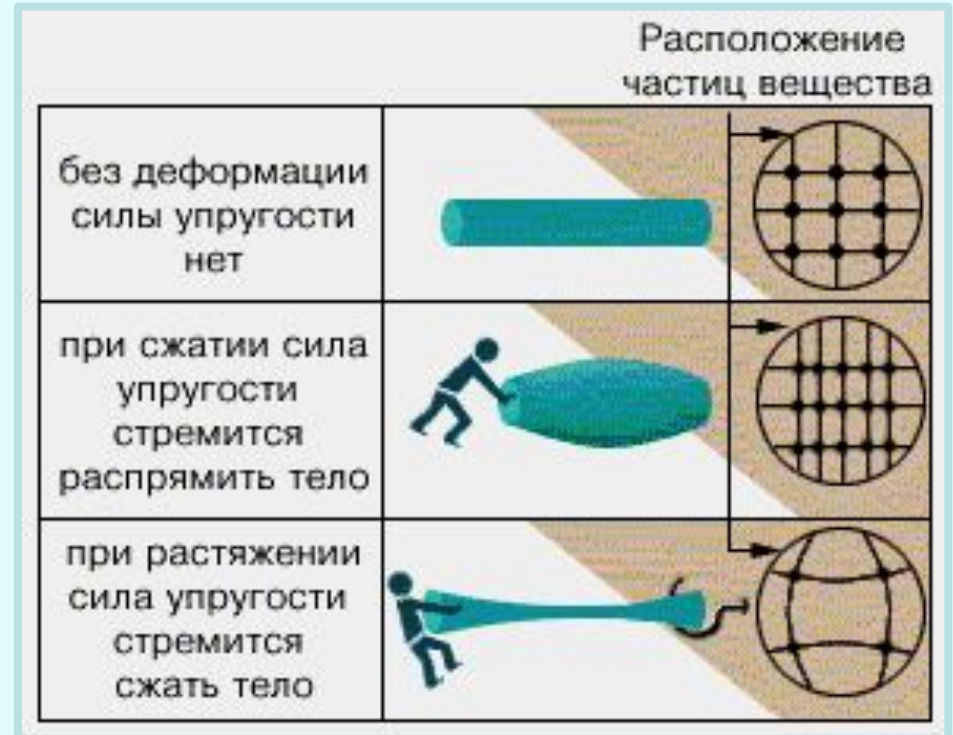 Расположение
частиц вещества
без деформации
силы упругости
нет
при сжатии сила
упругости
стремится
распрямить тело
при растяжении
сила упругости
стремится
сжать тело